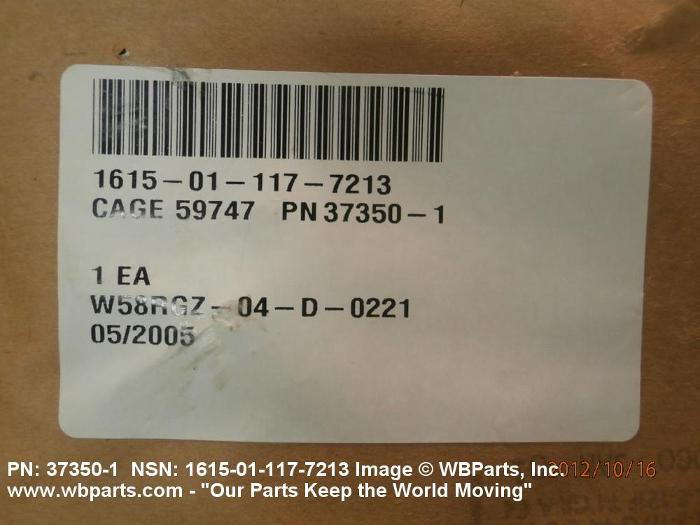 1615-01-117-7213
CAGE 59747 PN 37350-1
1 EA
W58RGZ-04-D-0221
05/2005
PN: 37350-1 NSN: 1615-01-117-7213 Image © WBParts, Inc.
2012/10/16
www.wbparts.com - "Our Parts Keep the World Moving"